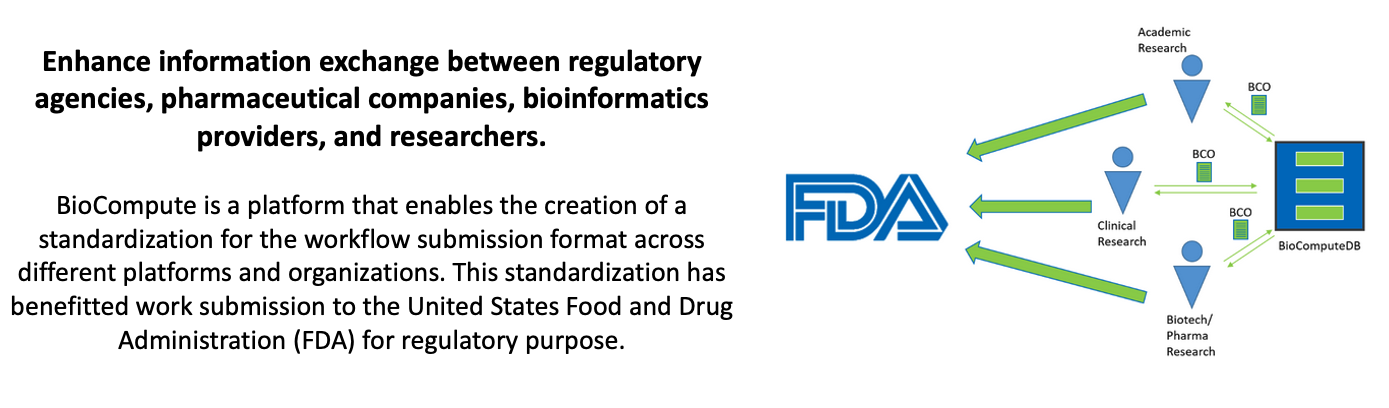 Enhance information exchange between regulatory
agencies, pharmaceutical companies, bioinformatics
providers, and researchers.
BioCompute is a platform that enables the creation of a
standardization for the workflow submission format across
different platforms and organizations. This standardization has
benefitted work submission to the United States Food and Drug
Administration (FDA) for regulatory purpose.
FDA
Academic
Research
BCO
BCO
Clinical
Research
BCO
BioComputeDB
Biotech/
Pharma
Research